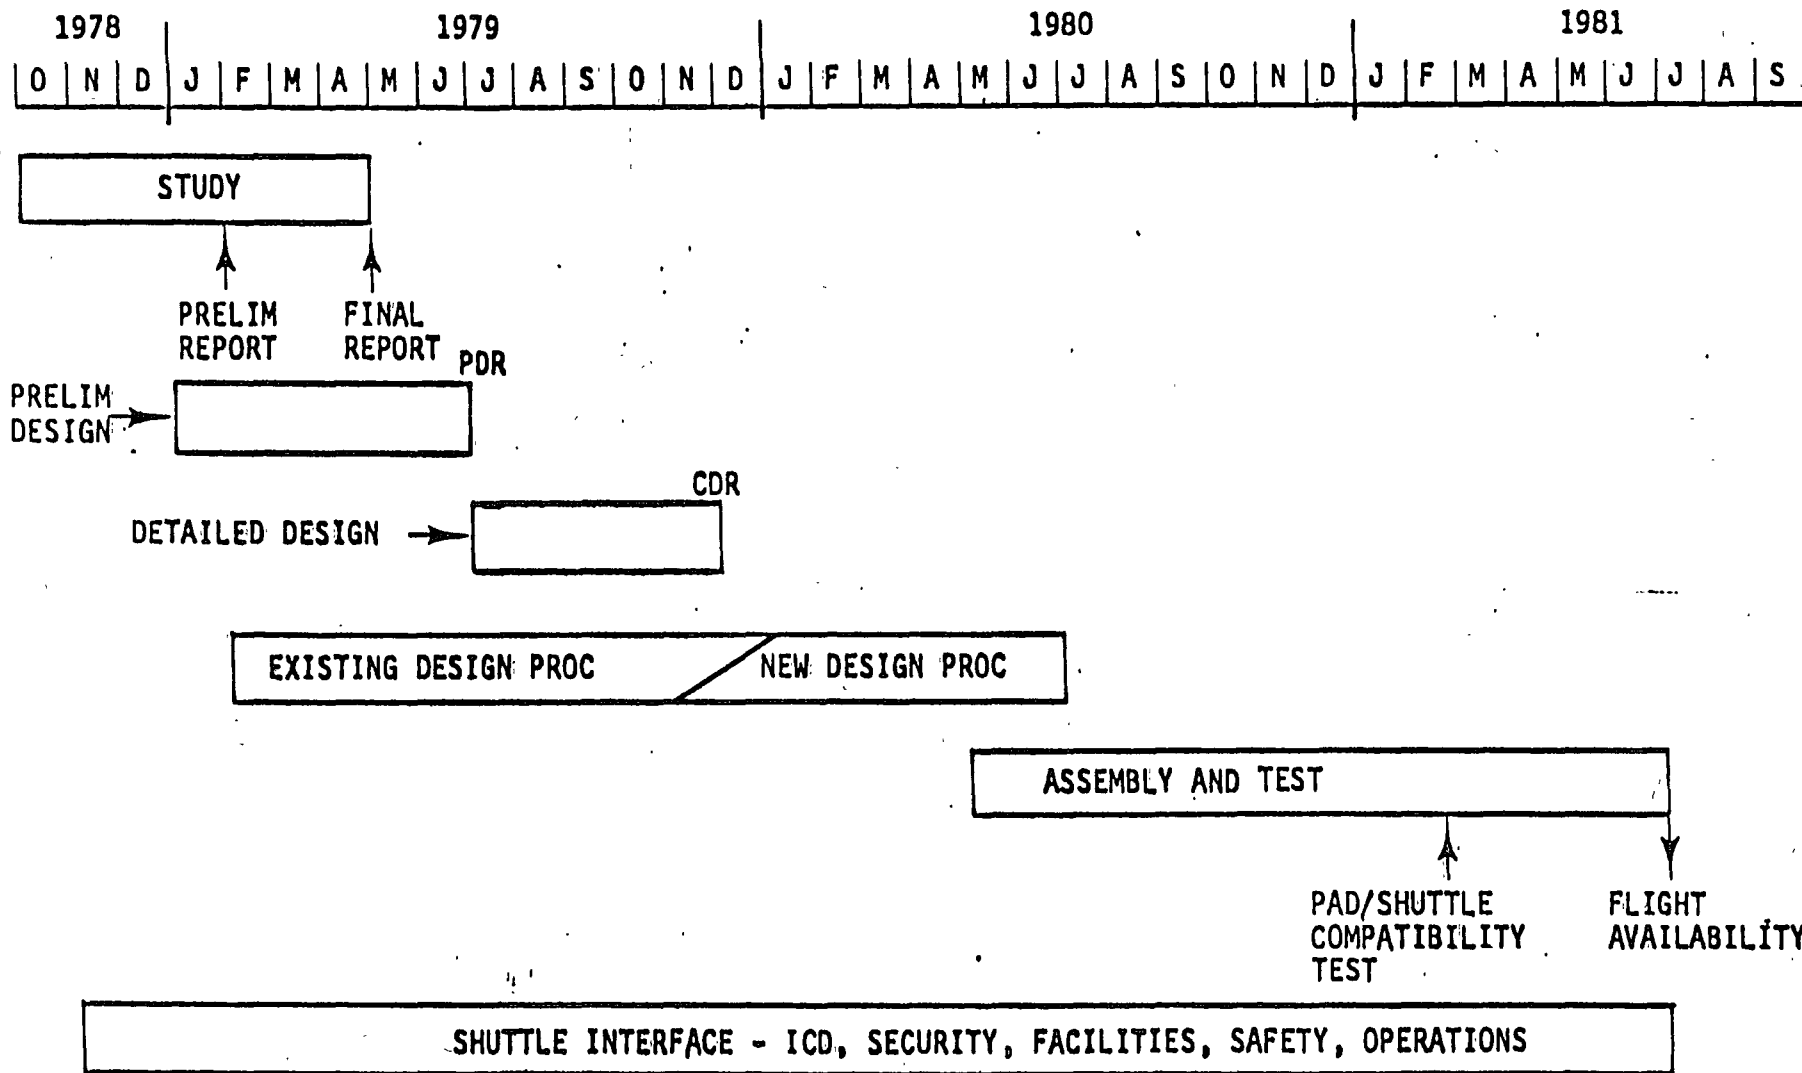 1978 1979 1980 1981
O N D J F M A M J J A S O N D J F M A M J J A S O N D J F M A M J J A S
STUDY
PRELIM REPORT
FINAL REPORT
PDR
PRELIM
DESIGN
CDR
DETAILED DESIGN
EXISTING DESIGN PROC NEW DESIGN PROC
ASSEMBLY AND TEST
PAD/SHUTTLE
COMPATIBILITY
TEST
FLIGHT
AVAILABILITY
SHUTTLE INTERFACE - ICD, SECURITY, FACILITIES, SAFETY, OPERATIONS